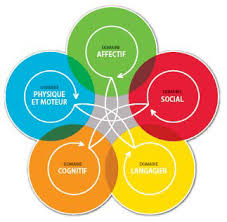 DOMAINE
AFFECTIF
DOMAINE
PHYSIQUE
ET MOTEUR
DOMAINE
SOCIAL
DOMAINE
COGNITIF
DOMAINE
LANGAGIER